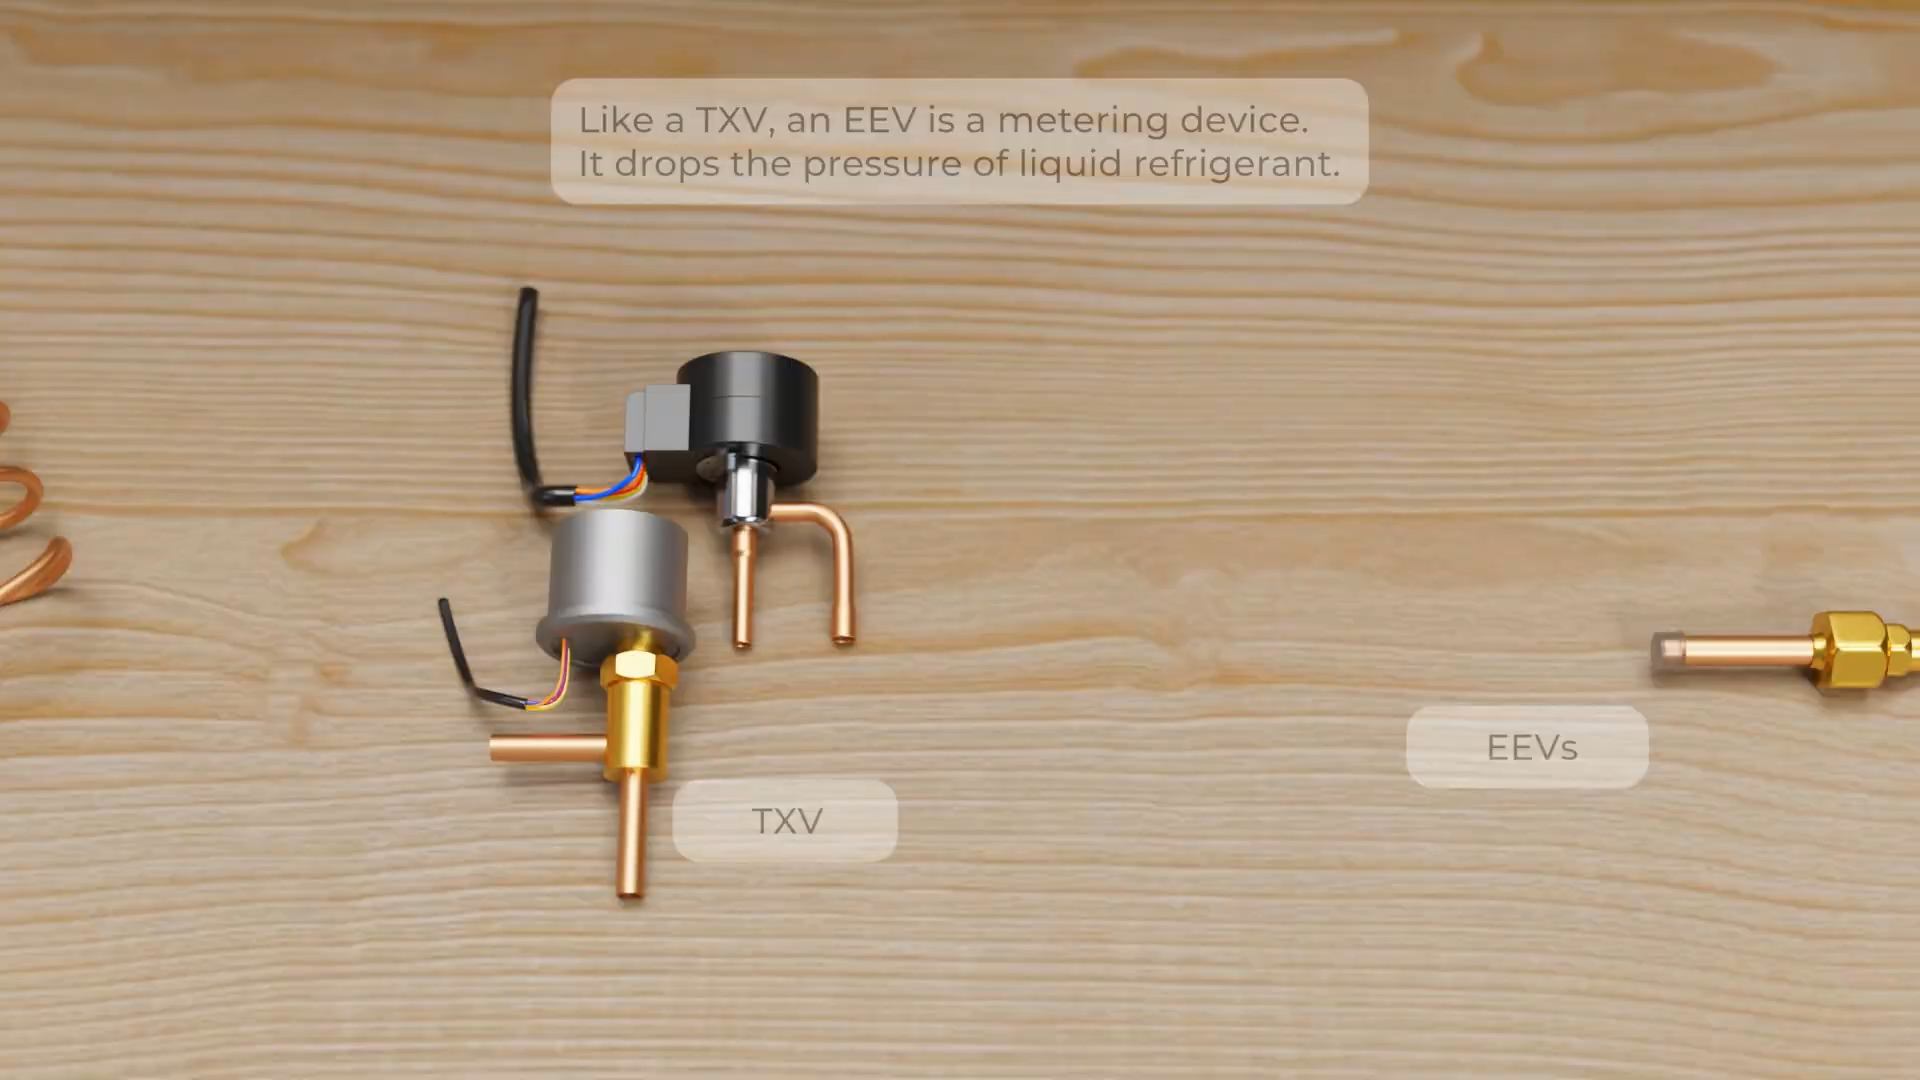 Like a TXV, an EEV is a metering device.
It drops the pressure of liquid refrigerant.
EEVs
TXV